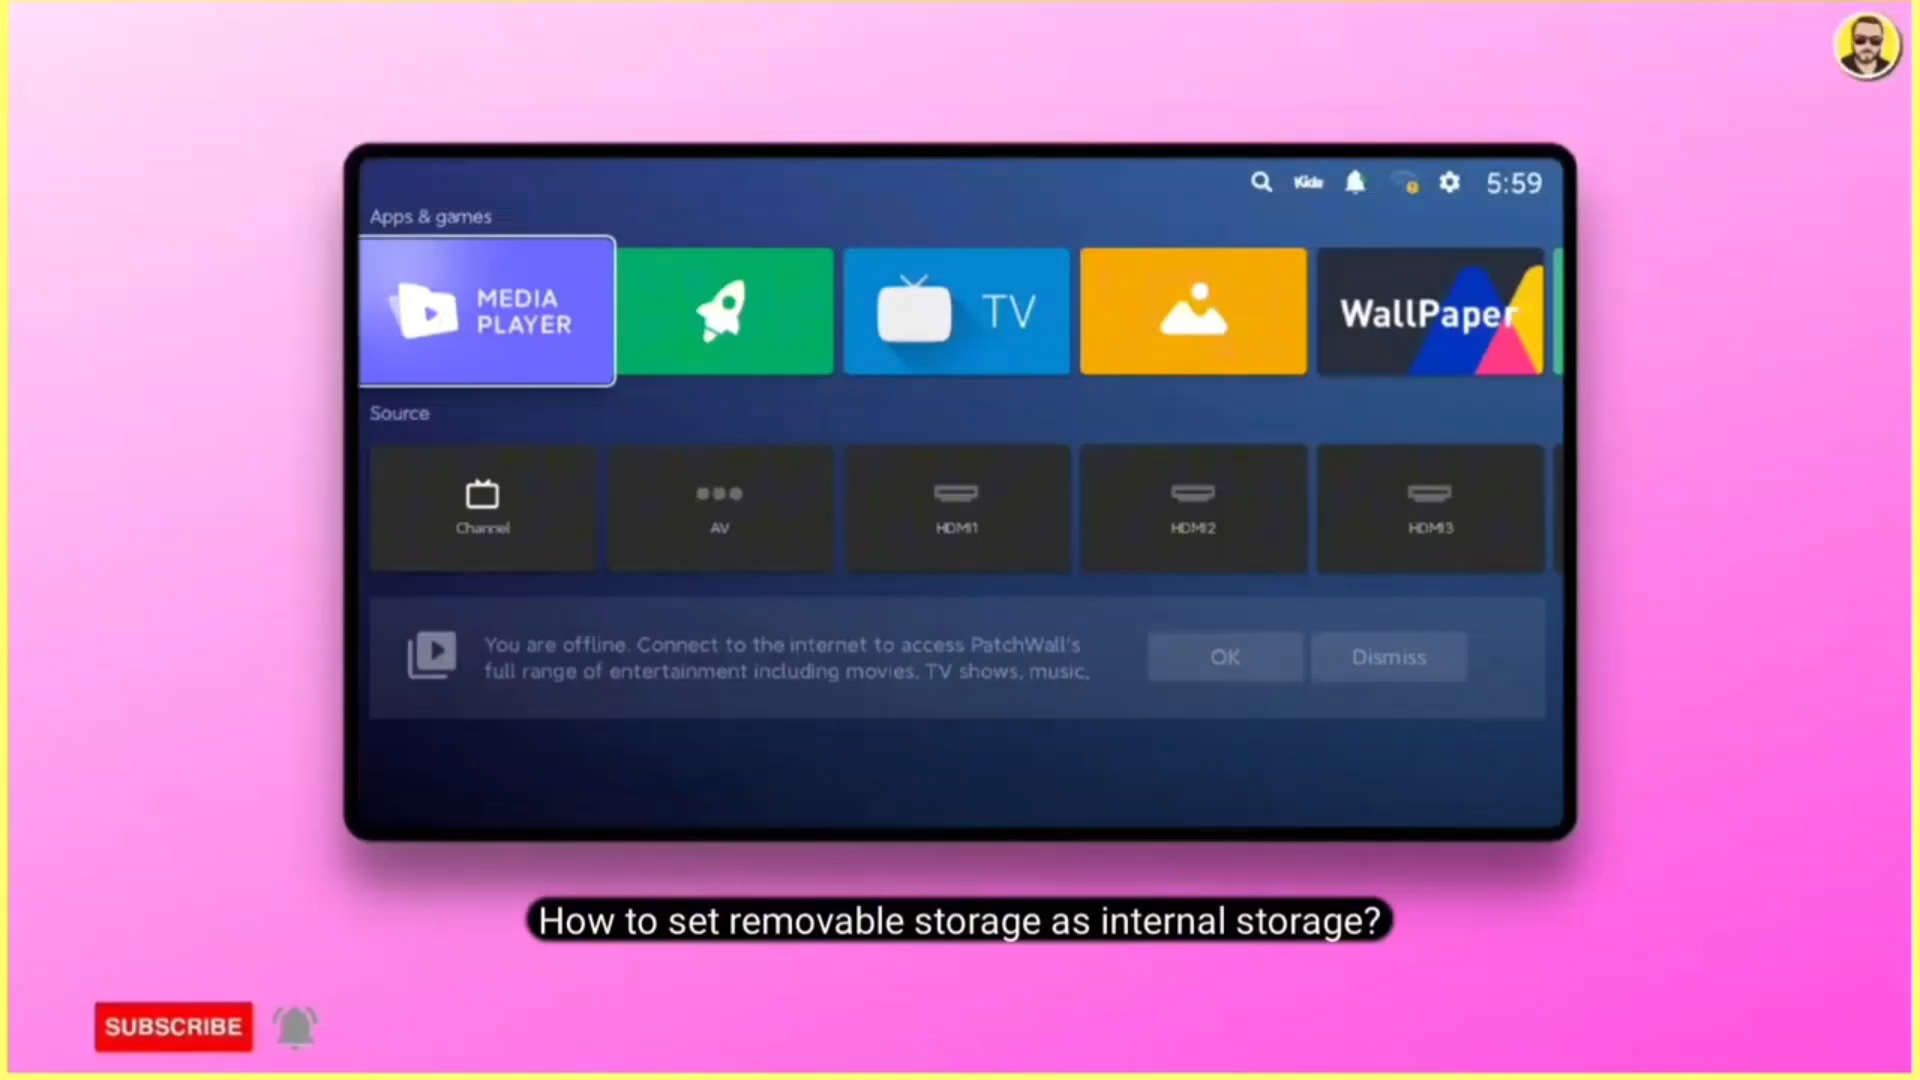 Kids
5:59
Apps & games
MEDIA
PLAYER
TV
WallPaper
Source
Channel
AV
HDMI1
HDMI2
HDMI3
You are offline. Connect to the internet to access PatchWall's
full range of entertainment including movies, TV shows, music,
OK
Dismiss
How to set removable storage as internal storage?
SUBSCRIBE